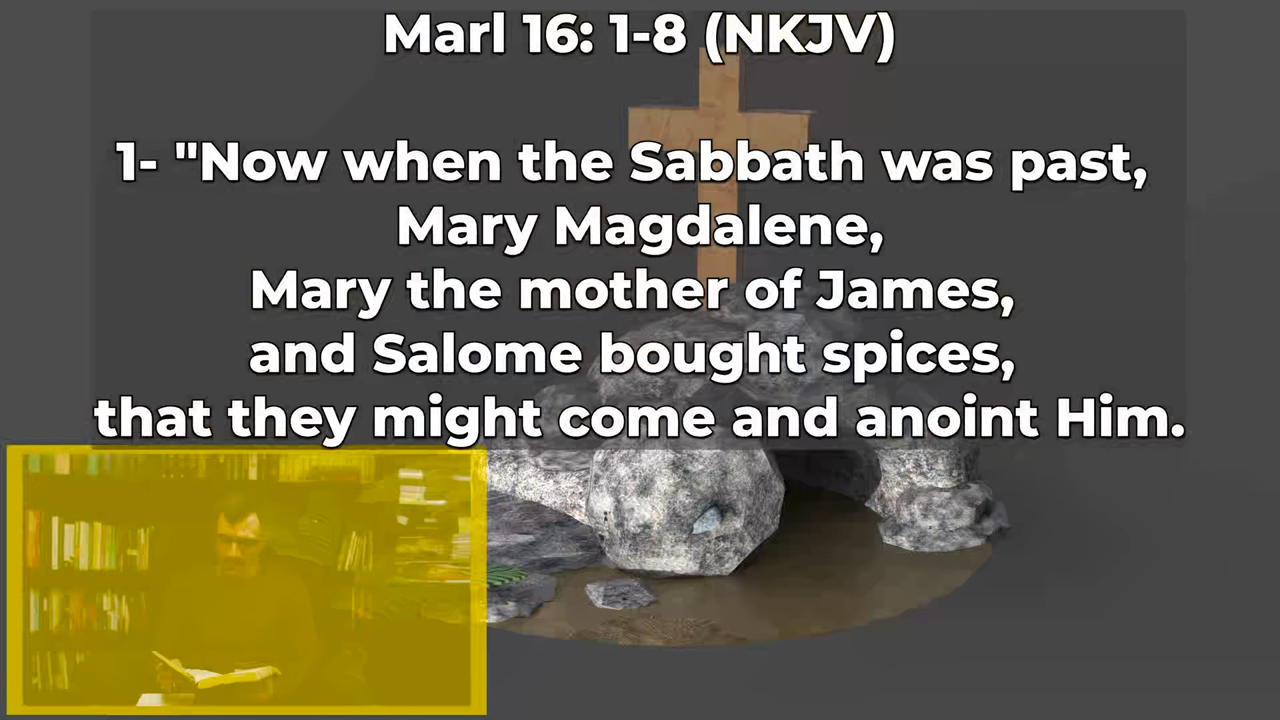 Marl 16: 1-8 (NKJV)
1- "Now when the Sabbath was past,
Mary Magdalene,
Mary the mother of James,
and Salome bought spices,
that they might come and anoint Him.